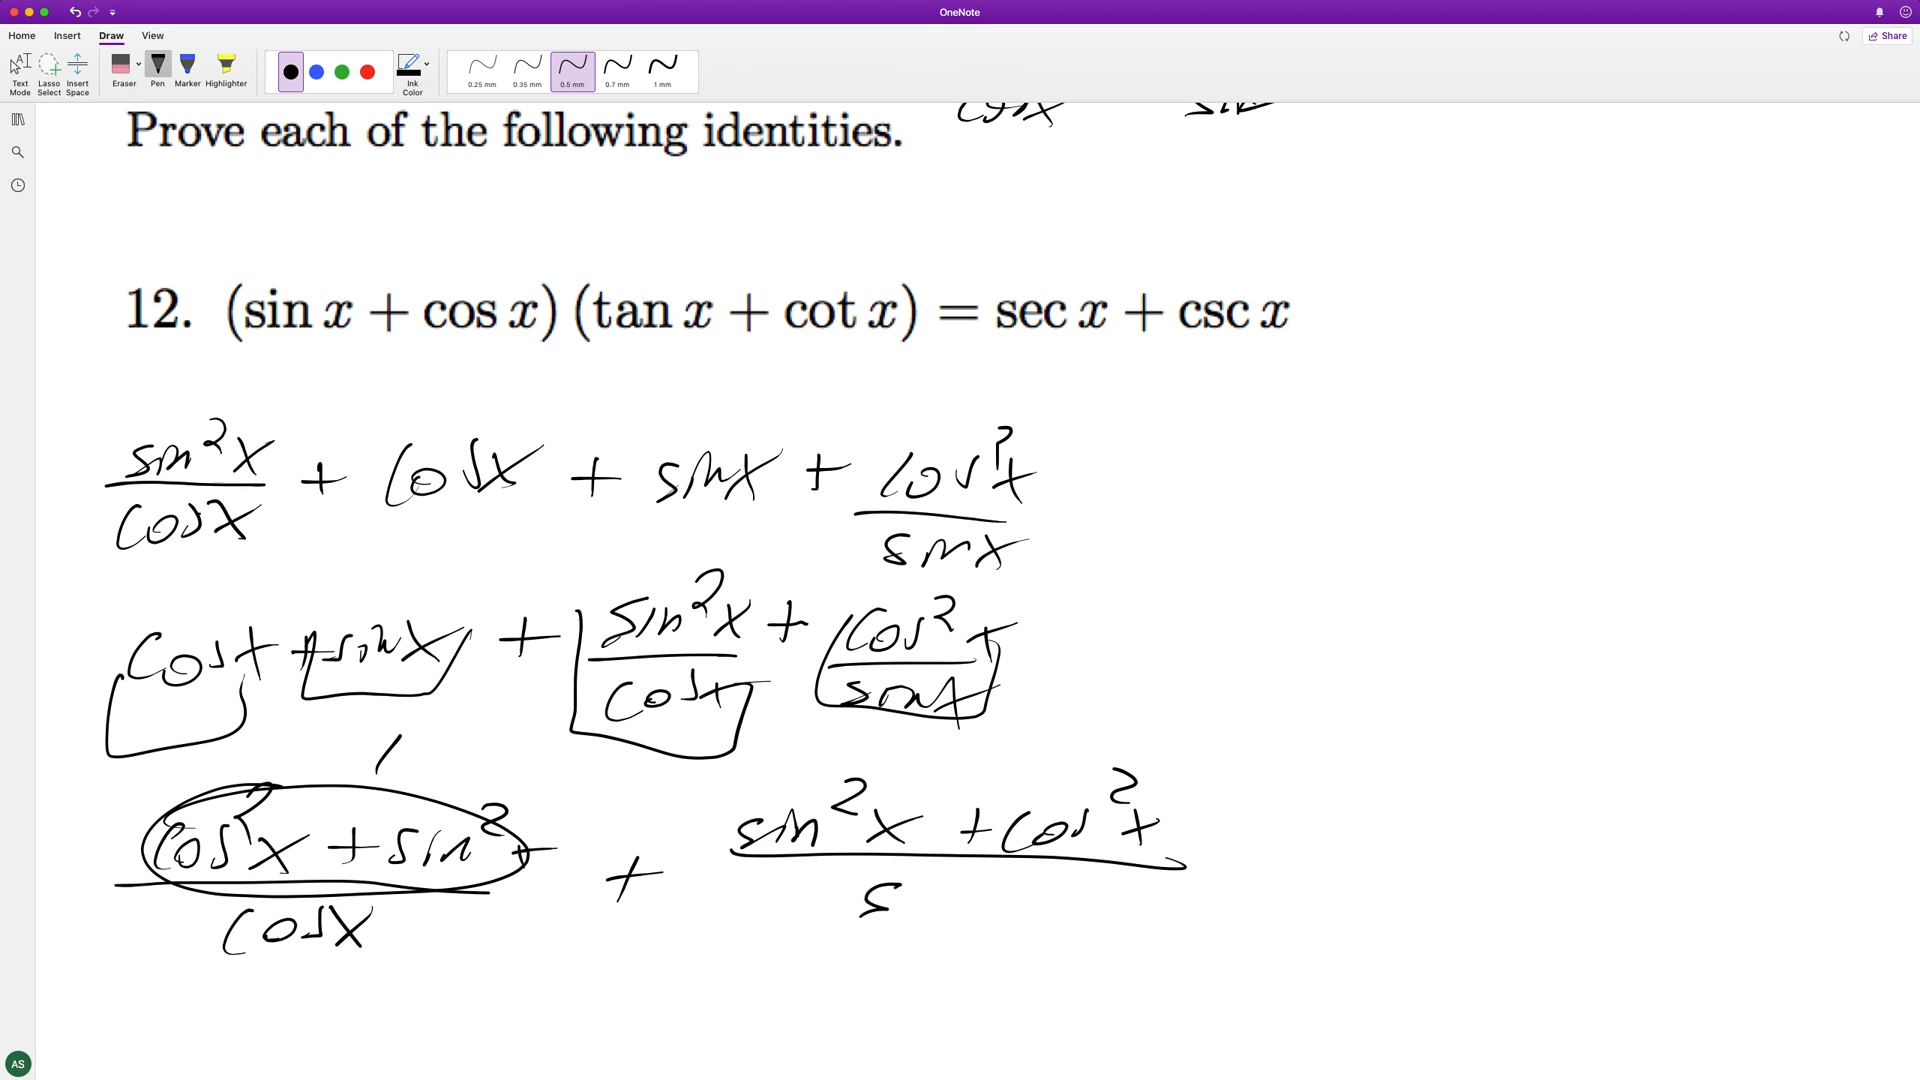 OneNote
Home Insert Draw View
Share
Text Mode
Lasso Select
Insert Space
Eraser
Pen
Marker
Highlighter
Ink Color
0.25 mm
0.35 mm
0.5 mm
0.7 mm
1 mm
cosx sin
Prove each of the following identities.
12. (sin x + cos x) (tan x + cot x) = sec x + csc x
sin²x/cosx + cosx + sinx + cos²x/sinx
cosx + sinx + sin²x/cosx + cos²x/sinx
1
cos²x + sin²x/cosx + sin²x + cos²x/s
AS